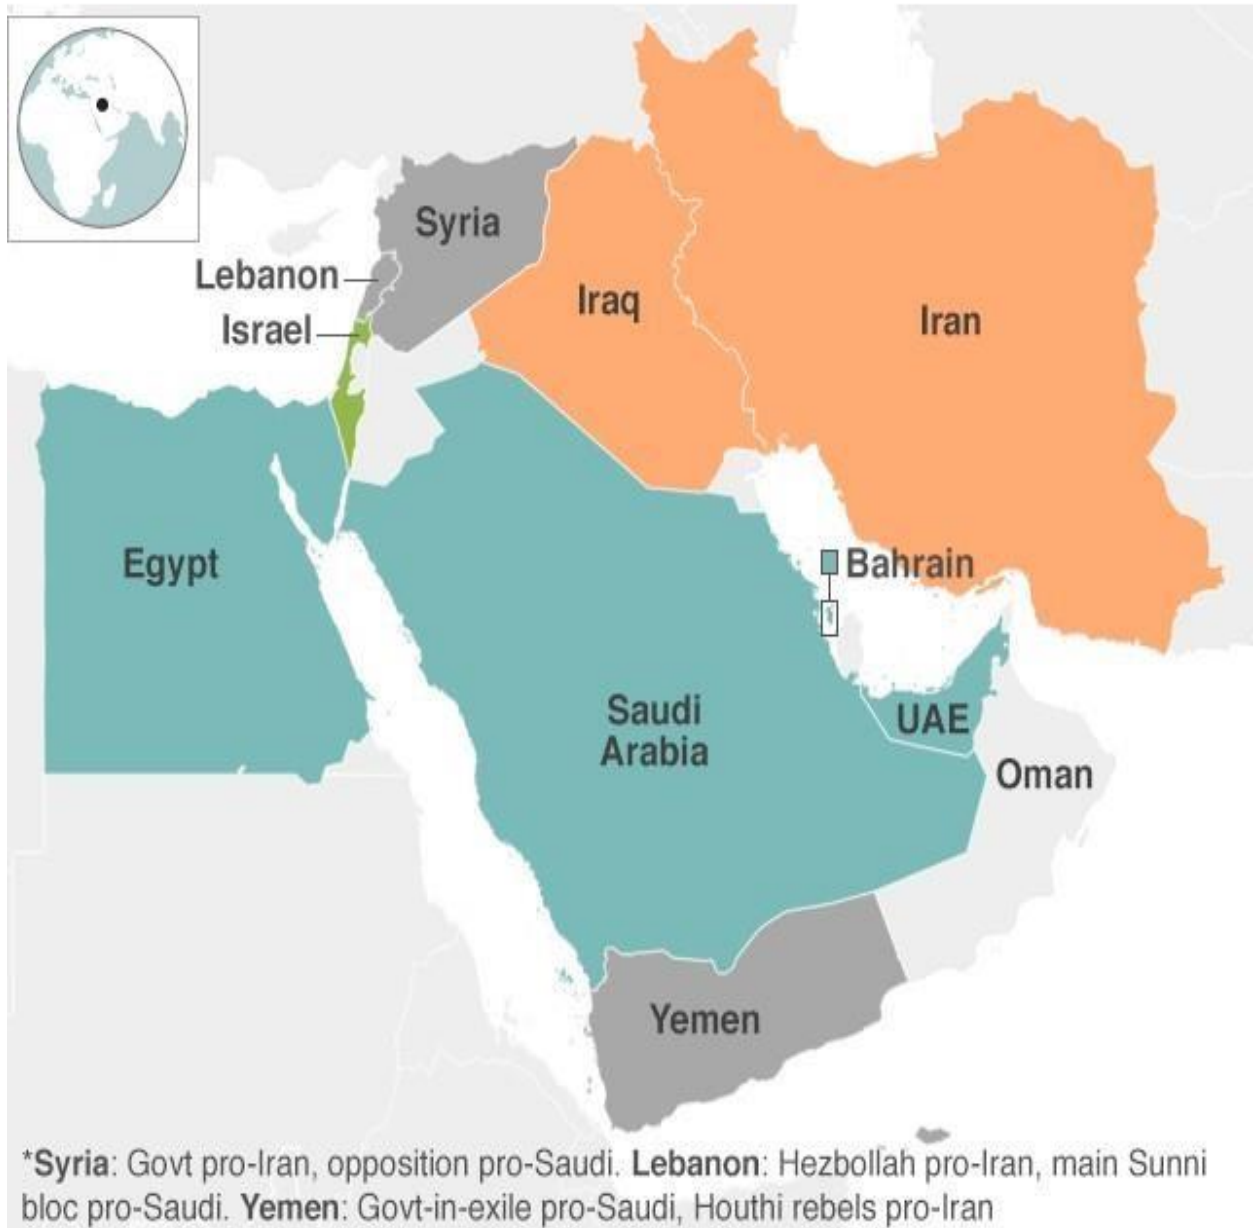 Syria
Lebanon
Israel
Iraq
Iran
Egypt
Bahrain
Saudi
Arabia
UAE
Oman
Yemen
*Syria: Govt pro-Iran, opposition pro-Saudi. Lebanon: Hezbollah pro-Iran, main Sunni
bloc pro-Saudi. Yemen: Govt-in-exile pro-Saudi, Houthi rebels pro-Iran